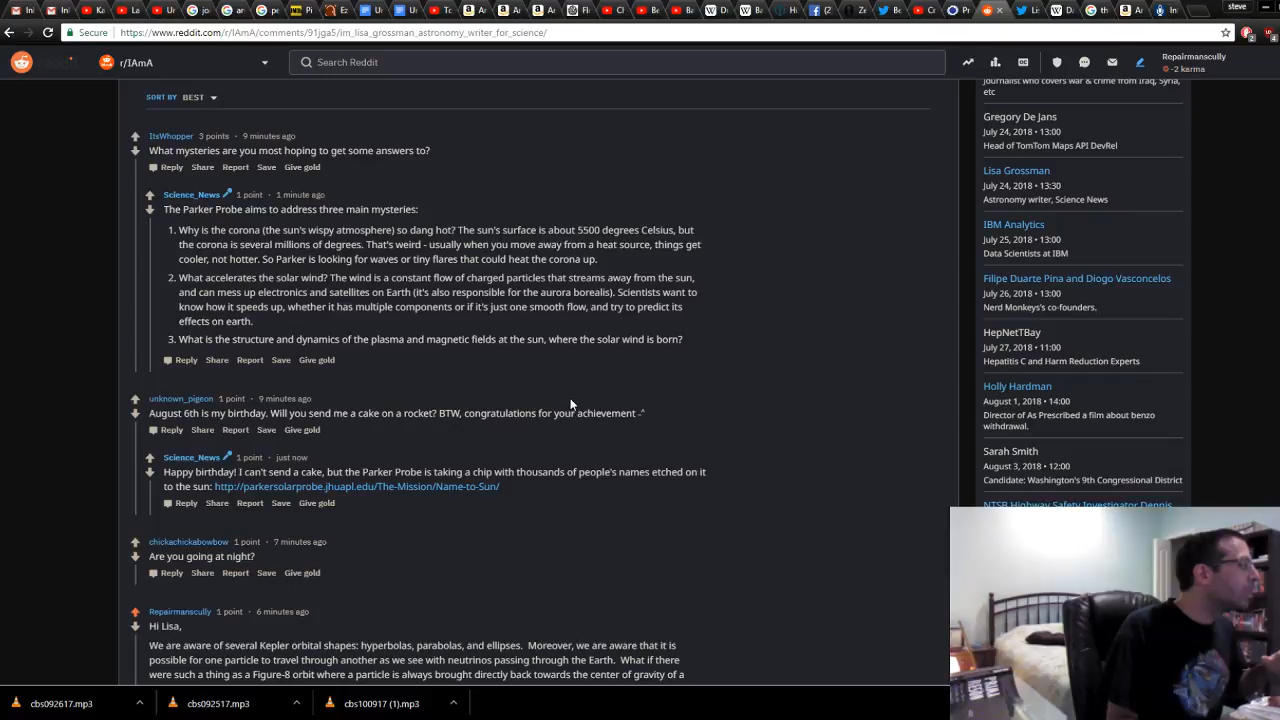 steve
Secure
https://www.reddit.com/r/IAmA/comments/91jga5/im_lisa_grossman_astronomy_writer_for_science/
r/IAmA
Search Reddit
Repairmanscully
-2 karma
SORT BY BEST
ItsWhopper 3 points · 9 minutes ago
What mysteries are you most hoping to get some answers to?
Reply Share Report Save Give gold
Science_News 1 point · 1 minute ago
The Parker Probe aims to address three main mysteries:
1. Why is the corona (the sun's wispy atmosphere) so dang hot? The sun's surface is about 5500 degrees Celsius, but
the corona is several millions of degrees. That's weird - usually when you move away from a heat source, things get
cooler, not hotter. So Parker is looking for waves or tiny flares that could heat the corona up.
2. What accelerates the solar wind? The wind is a constant flow of charged particles that streams away from the sun,
and can mess up electronics and satellites on Earth (it's also responsible for the aurora borealis). Scientists want to
know how it speeds up, whether it has multiple components or if it's just one smooth flow, and try to predict its
effects on earth.
3. What is the structure and dynamics of the plasma and magnetic fields at the sun, where the solar wind is born?
Reply Share Report Save Give gold
unknown_pigeon 1 point · 9 minutes ago
August 6th is my birthday. Will you send me a cake on a rocket? BTW, congratulations for your achievement -^
Reply Share Report Save Give gold
Science_News 1 point · just now
Happy birthday! I can't send a cake, but the Parker Probe is taking a chip with thousands of people's names etched on it
to the sun: http://parkersolarprobe.jhuapl.edu/The-Mission/Name-to-Sun/
Reply Share Report Save Give gold
chickachickabowbow 1 point · 7 minutes ago
Are you going at night?
Reply Share Report Save Give gold
Repairmanscully 1 point · 6 minutes ago
Hi Lisa,
We are aware of several Kepler orbital shapes: hyperbolas, parabolas, and ellipses. Moreover, we are aware that it is
possible for one particle to travel through another as we see with neutrinos passing through the Earth. What if there
were such a thing as a Figure-8 orbit where a particle is always brought directly back towards the center of gravity of a
Journalist who covers war & crime from Iraq, Syria,
etc
Gregory De Jans
July 24, 2018 • 13:00
Head of TomTom Maps API DevRel
Lisa Grossman
July 24, 2018 • 13:30
Astronomy writer, Science News
IBM Analytics
July 25, 2018 • 13:00
Data Scientists at IBM
Filipe Duarte Pina and Diogo Vasconcelos
July 26, 2018 • 13:00
Nerd Monkeys's co-founders.
HepNetTBay
July 27, 2018 • 11:00
Hepatitis C and Harm Reduction Experts
Holly Hardman
August 1, 2018 • 14:00
Director of As Prescribed a film about benzo
withdrawal.
Sarah Smith
August 3, 2018 • 12:00
Candidate: Washington's 9th Congressional District
NTSB Highway Safety Investigator Dennis
cbs092617.mp3
cbs092517.mp3
cbs100917 (1).mp3